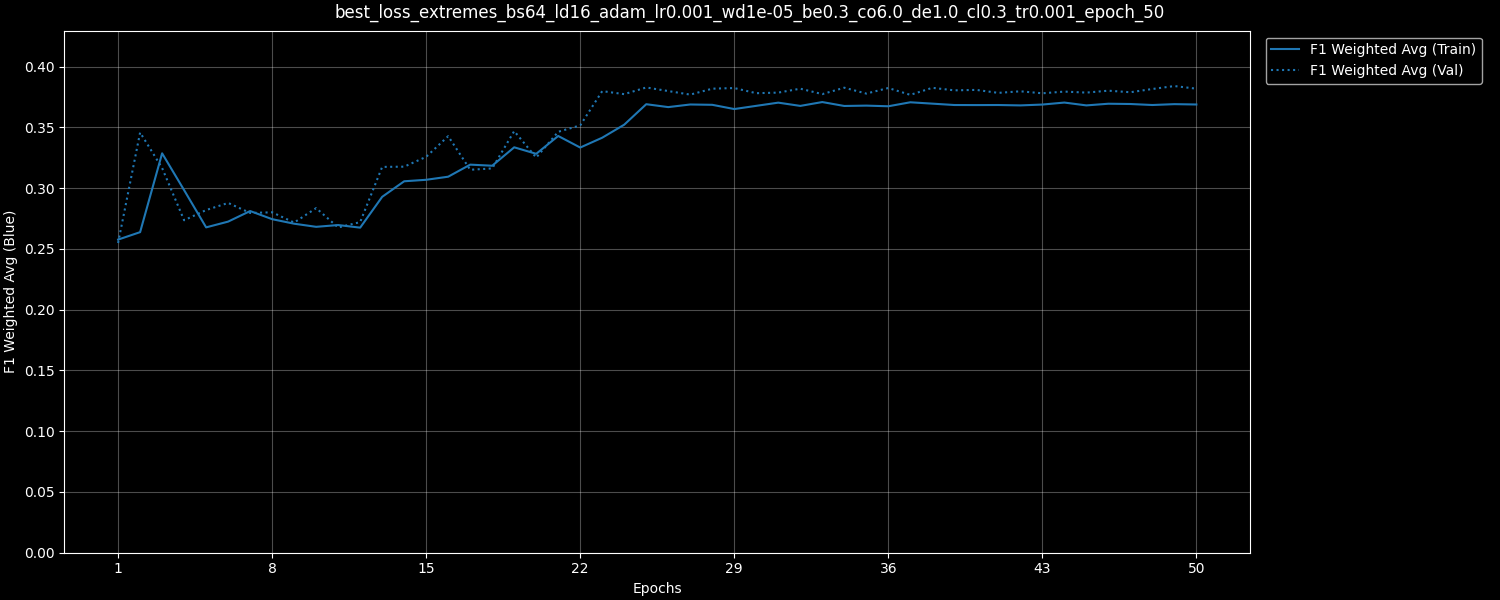 best_loss_extremes_bs64_ld16_adam_lr0.001_wd1e-05_be0.3_co6.0_de1.0_cl0.3_tr0.001_epoch_50
F1 Weighted Avg (Train)
F1 Weighted Avg (Val)
0.40
0.35
0.30
0.25
0.20
0.15
0.10
0.05
0.00
F1 Weighted Avg (Blue)
1 8 15 22 29 36 43 50
Epochs